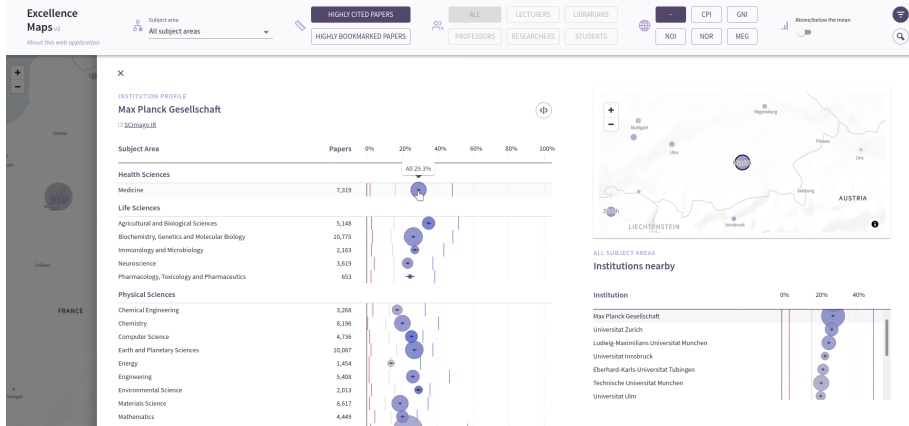 Excellence
Maps v2
About this web application
Subject area
All subject areas
HIGHLY CITED PAPERS
HIGHLY BOOKMARKED PAPERS
ALL
LECTURERS
LIBRARIANS
PROFESSORS
RESEARCHERS
STUDENTS
-
CPI
GNI
NOI
NOR
MEG
Above/below the mean
+
−
FRANCE
Orléans
Limoges
×
INSTITUTION PROFILE
Max Planck Gesellschaft
SCImago IR
Subject Area Papers 0% 20% 40% 60% 80% 100%
All 29.3%
Health Sciences
Medicine 7,319
Life Sciences
Agricultural and Biological Sciences 5,148
Biochemistry, Genetics and Molecular Biology 10,775
Immunology and Microbiology 2,163
Neuroscience 3,619
Pharmacology, Toxicology and Pharmaceutics 653
Physical Sciences
Chemical Engineering 3,268
Chemistry 8,196
Computer Science 4,736
Earth and Planetary Sciences 10,087
Energy 1,454
Engineering 5,408
Environmental Science 2,013
Materials Science 8,617
Mathematics 4,449
+
−
Regensburg
Stuttgart
Passau
Ulm
Linz
Salzburg
AUSTRIA
Zürich
LIECHTENSTEIN
Innsbruck
ALL SUBJECT AREAS
Institutions nearby
Institution 0% 20% 40%
Max Planck Gesellschaft
Universitat Zurich
Ludwig-Maximilians Universitat Munchen
Universitat Innsbruck
Eberhard-Karls-Universitat Tubingen
Technische Universitat Munchen
Universitat Ulm